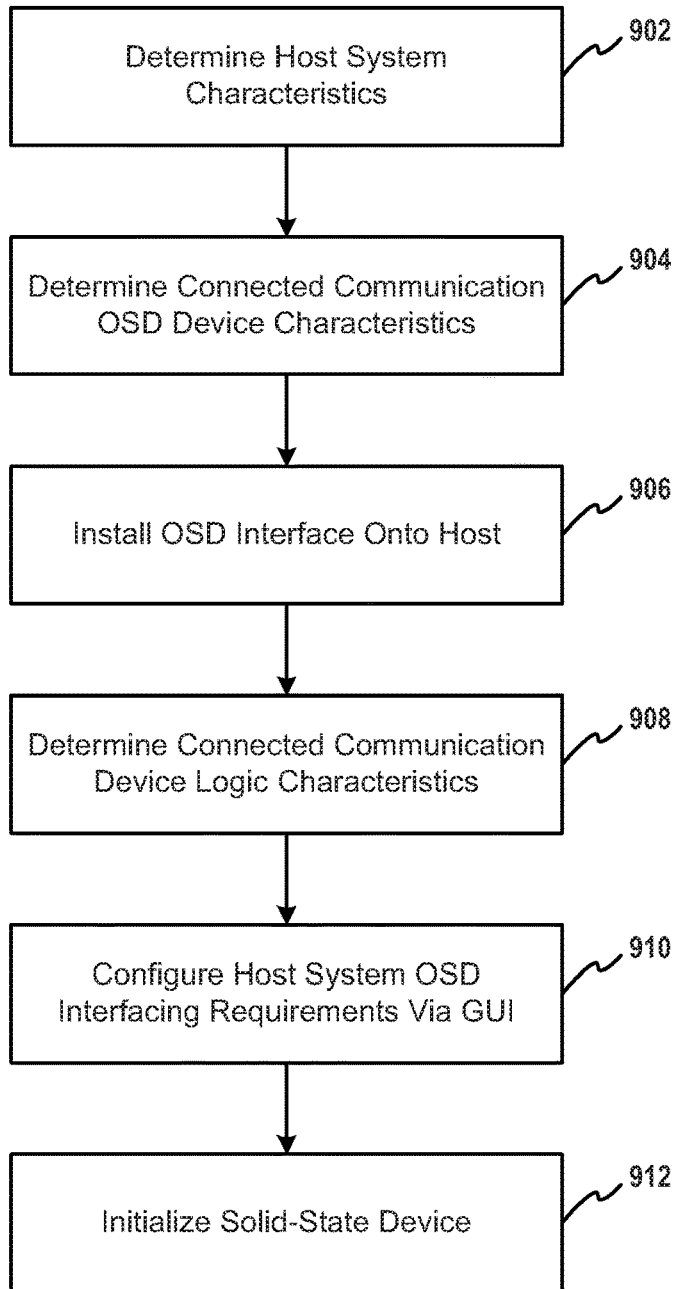 902
Determine Host System
Characteristics
904
Determine Connected Communication
OSD Device Characteristics
906
Install OSD Interface Onto Host
908
Determine Connected Communication
Device Logic Characteristics
910
Configure Host System OSD
Interfacing Requirements Via GUI
912
Initialize Solid-State Device